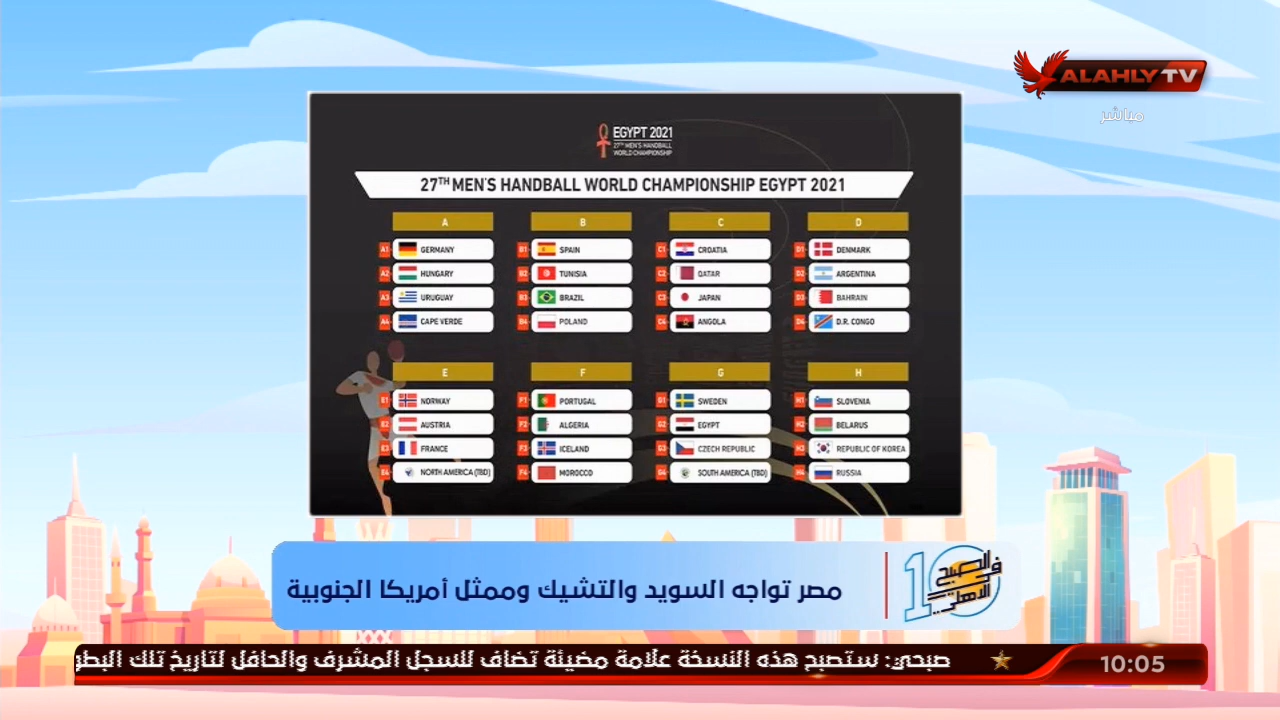 ALAHLY TV
مباشر
EGYPT 2021
27TH MEN'S HANDBALL
WORLD CHAMPIONSHIP
27TH MEN'S HANDBALL WORLD CHAMPIONSHIP EGYPT 2021
A B C D
A1 GERMANY B1 SPAIN C1 CROATIA D1 DENMARK
A2 HUNGARY B2 TUNISIA C2 QATAR D2 ARGENTINA
A3 URUGUAY B3 BRAZIL C3 JAPAN D3 BAHRAIN
A4 CAPE VERDE B4 POLAND C4 ANGOLA D4 D.R. CONGO
E F G H
E1 NORWAY F1 PORTUGAL G1 SWEDEN H1 SLOVENIA
E2 AUSTRIA F2 ALGERIA G2 EGYPT H2 BELARUS
E3 FRANCE F3 ICELAND G3 CZECH REPUBLIC H3 REPUBLIC OF KOREA
E4 NORTH AMERICA (TBD) F4 MOROCCO G4 SOUTH AMERICA (TBD) H4 RUSSIA
10 الصبح في الاهلي..
مصر تواجه السويد والتشيك وممثل أمريكا الجنوبية
10:05
صبحي: ستصبح هذه النسخة علامة مضيئة تضاف للسجل المشرف والحافل لتاريخ تلك البطو